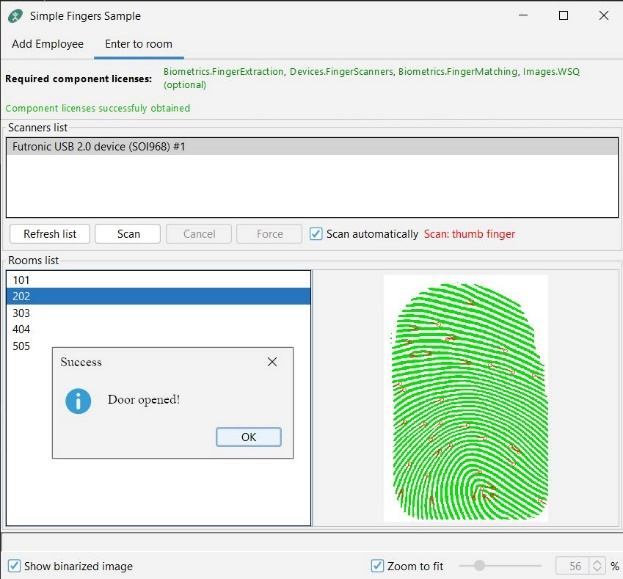 Simple Fingers Sample
Add Employee Enter to room
Required component licenses: Biometrics.FingerExtraction, Devices.FingerScanners, Biometrics.FingerMatching, Images.WSQ
(optional)
Component licenses successfuly obtained
Scanners list
Futronic USB 2.0 device (SOI968) #1
Refresh list Scan Cancel Force Scan automatically Scan: thumb finger
Rooms list
101
202
303
404
505
Success
Door opened!
OK
Show binarized image Zoom to fit 56 %